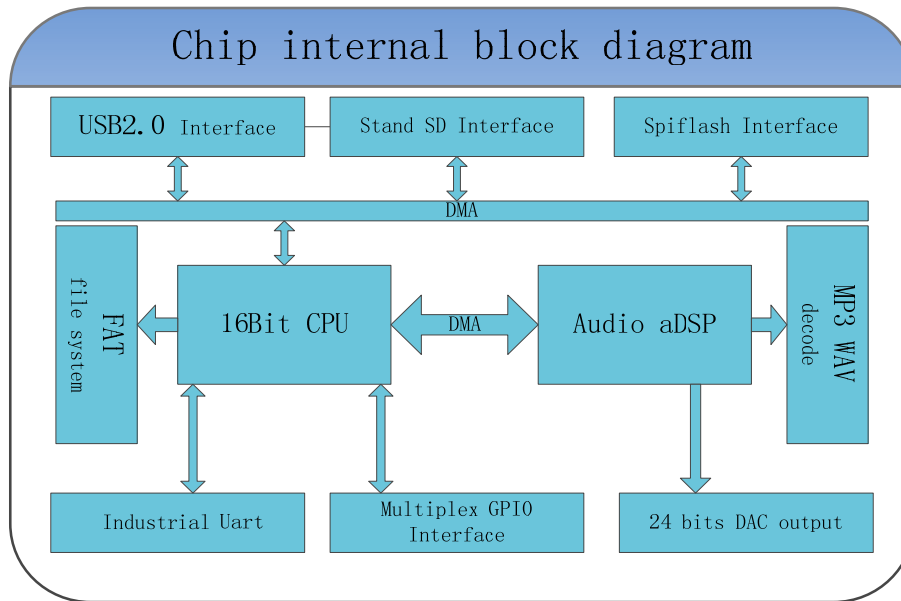 Chip internal block diagram
USB2.0 Interface
Stand SD Interface
Spiflash Interface
DMA
FAT
file system
16Bit CPU
DMA
Audio aDSP
MP3 WAV
decode
Industrial Uart
Multiplex GPIO
Interface
24 bits DAC output